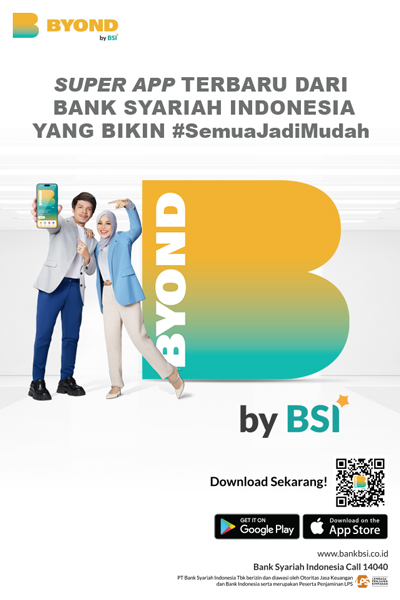 BYOND
by BSI
SUPER APP TERBARU DARI
BANK SYARIAH INDONESIA
YANG BIKIN #SemuaJadiMudah
BYOND
by BSI
Download Sekarang!
GET IT ON
Google Play
Download on the
App Store
www.bankbsi.co.id
Bank Syariah Indonesia Call 14040
PT Bank Syariah Indonesia Tbk berizin dan diawasi oleh Otoritas Jasa Keuangan
dan Bank Indonesia serta merupakan Peserta Penjaminan LPS